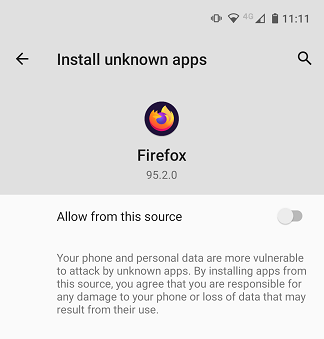 4G 11:11
Install unknown apps
Firefox
95.2.0
Allow from this source
Your phone and personal data are more vulnerable
to attack by unknown apps. By installing apps from
this source, you agree that you are responsible for
any damage to your phone or loss of data that may
result from their use.